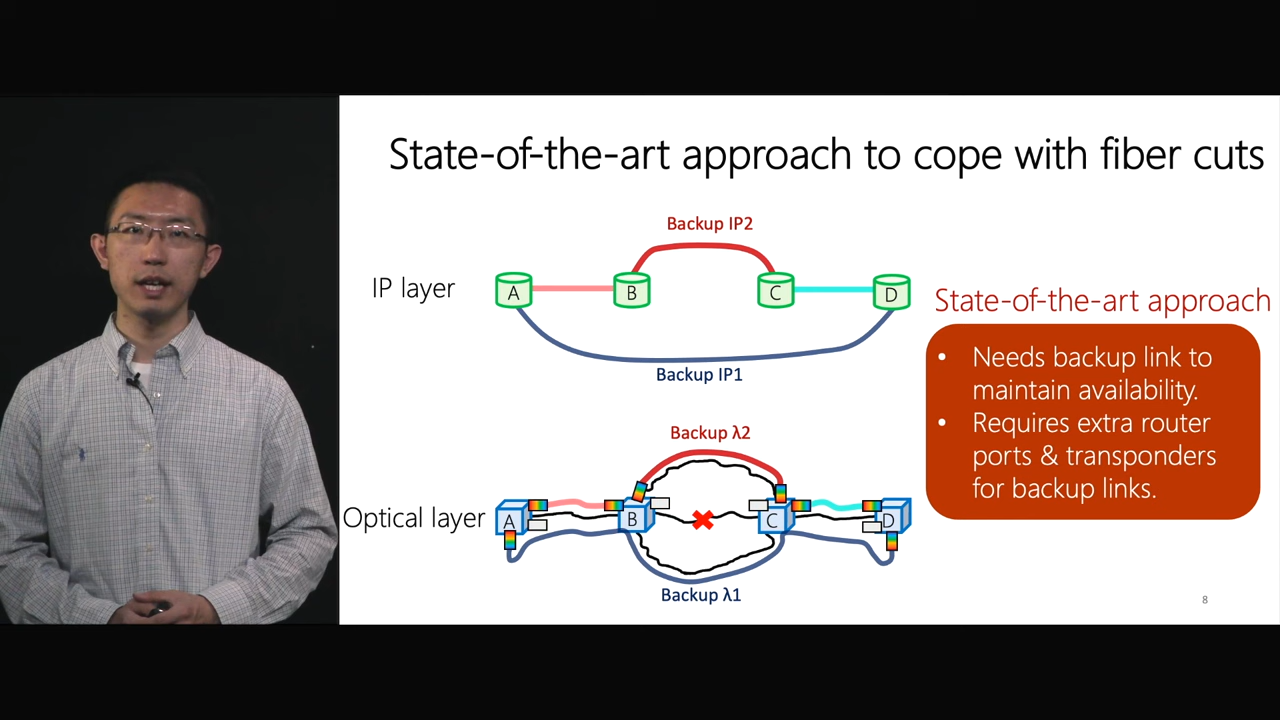 State-of-the-art approach to cope with fiber cuts
Backup IP2
IP layer
A
B
C
D
Backup IP1
State-of-the-art approach
• Needs backup link to
maintain availability.
• Requires extra router
ports & transponders
for backup links.
Backup λ2
Optical layer
A
B
C
D
Backup λ1
8